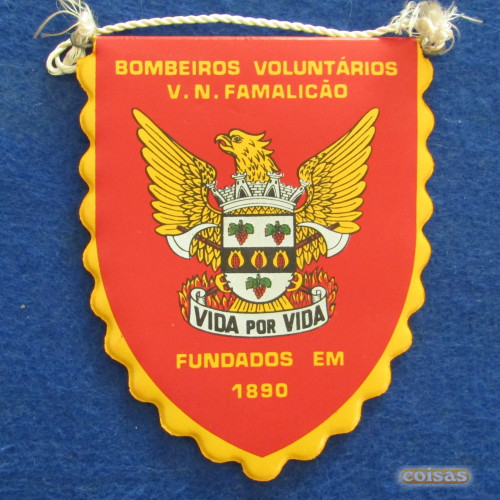 BOMBEIROS VOLUNTÁRIOS
V. N. FAMALICÃO
VIDA POR VIDA
FUNDADOS EM
1890
coisas